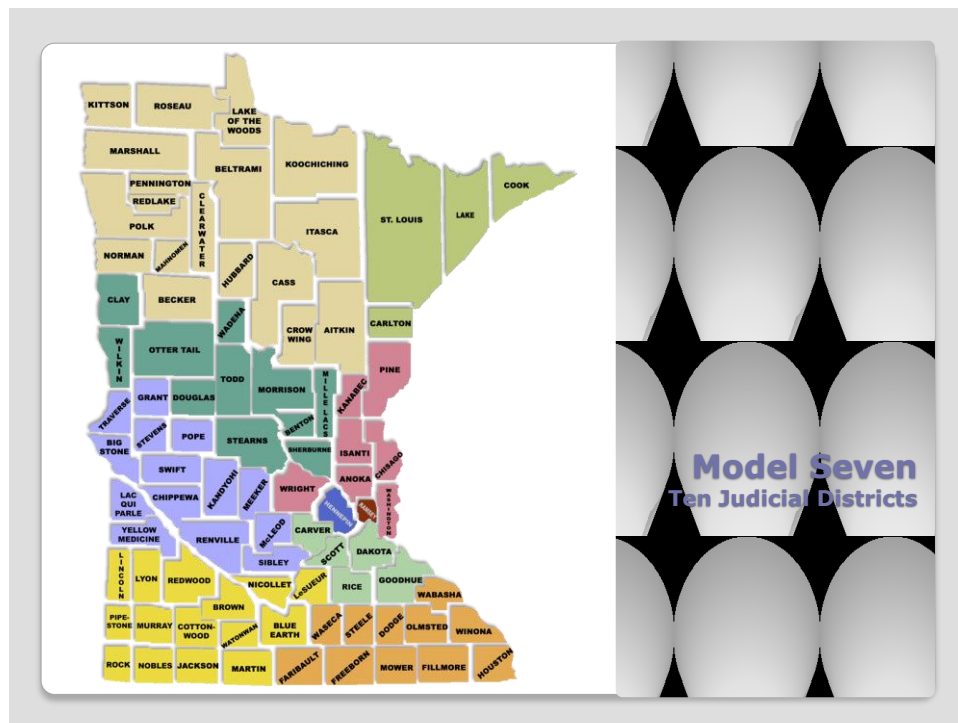 KITTSON
ROSEAU
LAKE
OF THE
WOODS
MARSHALL
BELTRAMI
KOOCHICHING
PENNINGTON
REDLAKE
CLEARWATER
POLK
ITASCA
ST. LOUIS
LAKE
COOK
NORMAN
MAHNOMEN
HUBBARD
CASS
CLAY
BECKER
WADENA
CROW
WING
AITKIN
CARLTON
WILKIN
OTTER TAIL
TODD
MORRISON
MILLE LACS
KANABEC
PINE
TRAVERSE
GRANT
DOUGLAS
BENTON
BIG
STONE
STEVENS
POPE
STEARNS
SHERBURNE
ISANTI
CHISAGO
SWIFT
KANDYOHI
MEEKER
WRIGHT
ANOKA
HENNEPIN
RAMSEY
WASHINGTON
LAC
QUI
PARLE
CHIPPEWA
McLEOD
CARVER
YELLOW
MEDICINE
RENVILLE
SIBLEY
SCOTT
DAKOTA
LINCOLN
LYON
REDWOOD
NICOLLET
LeSUEUR
RICE
GOODHUE
WABASHA
BROWN
PIPE-
STONE
MURRAY
COTTON-
WOOD
WATONWAN
BLUE
EARTH
WASECA
STEELE
DODGE
OLMSTED
WINONA
ROCK
NOBLES
JACKSON
MARTIN
FARIBAULT
FREEBORN
MOWER
FILLMORE
HOUSTON
Model Seven
Ten Judicial Districts